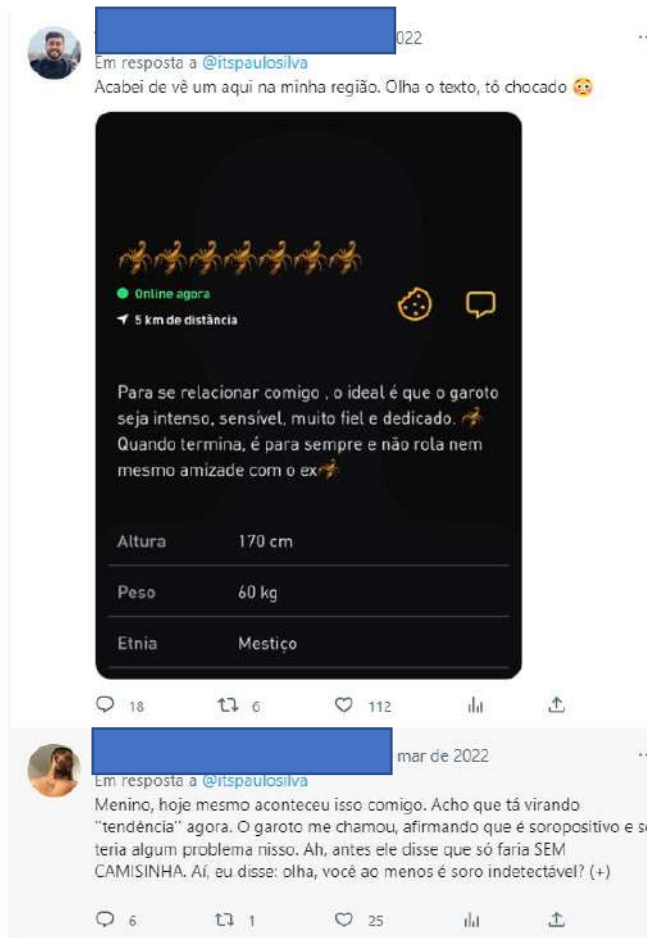 022
Em resposta a @itspaulosilva
Acabei de vê um aqui na minha região. Olha o texto, tô chocado 😳
🦂🦂🦂🦂🦂🦂🦂
Online agora
5 km de distância
Para se relacionar comigo , o ideal é que o garoto
seja intenso, sensível, muito fiel e dedicado. 🦂
Quando termina, é para sempre e não rola nem
mesmo amizade com o ex🦂
Altura 170 cm
Peso 60 kg
Etnia Mestiço
18 6 112
mar de 2022
Em resposta a @itspaulosilva
Menino, hoje mesmo aconteceu isso comigo. Acho que tá virando
"tendência" agora. O garoto me chamou, afirmando que é soropositivo e s
teria algum problema nisso. Ah, antes ele disse que só faria SEM
CAMISINHA. Aí, eu disse: olha, você ao menos é soro indetectável? (+)
6 1 25